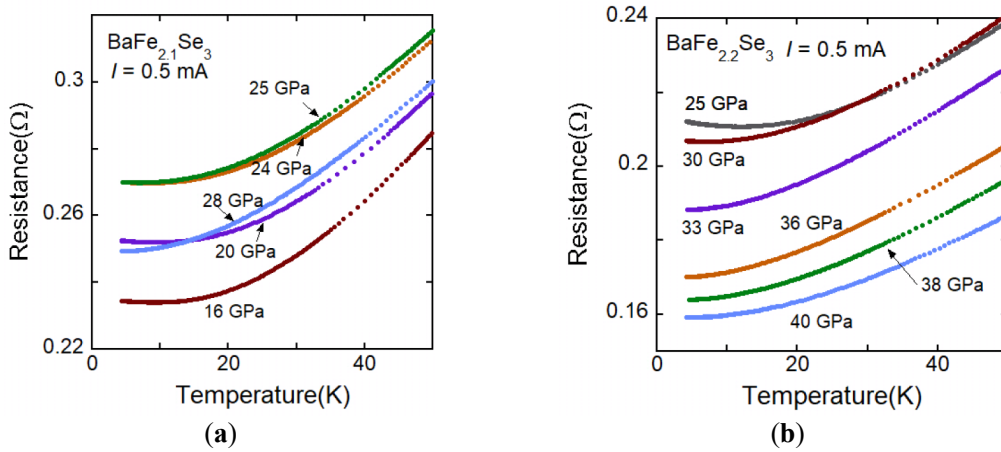 BaFe2.1Se3
I = 0.5 mA
25 GPa
24 GPa
28 GPa
20 GPa
16 GPa
Resistance(Ω)
0.3
0.26
0.22
0
20
40
Temperature(K)
(a)
BaFe2.2Se3 I = 0.5 mA
25 GPa
30 GPa
33 GPa
36 GPa
38 GPa
40 GPa
Resistance(Ω)
0.24
0.2
0.16
0
20
40
Temperature(K)
(b)